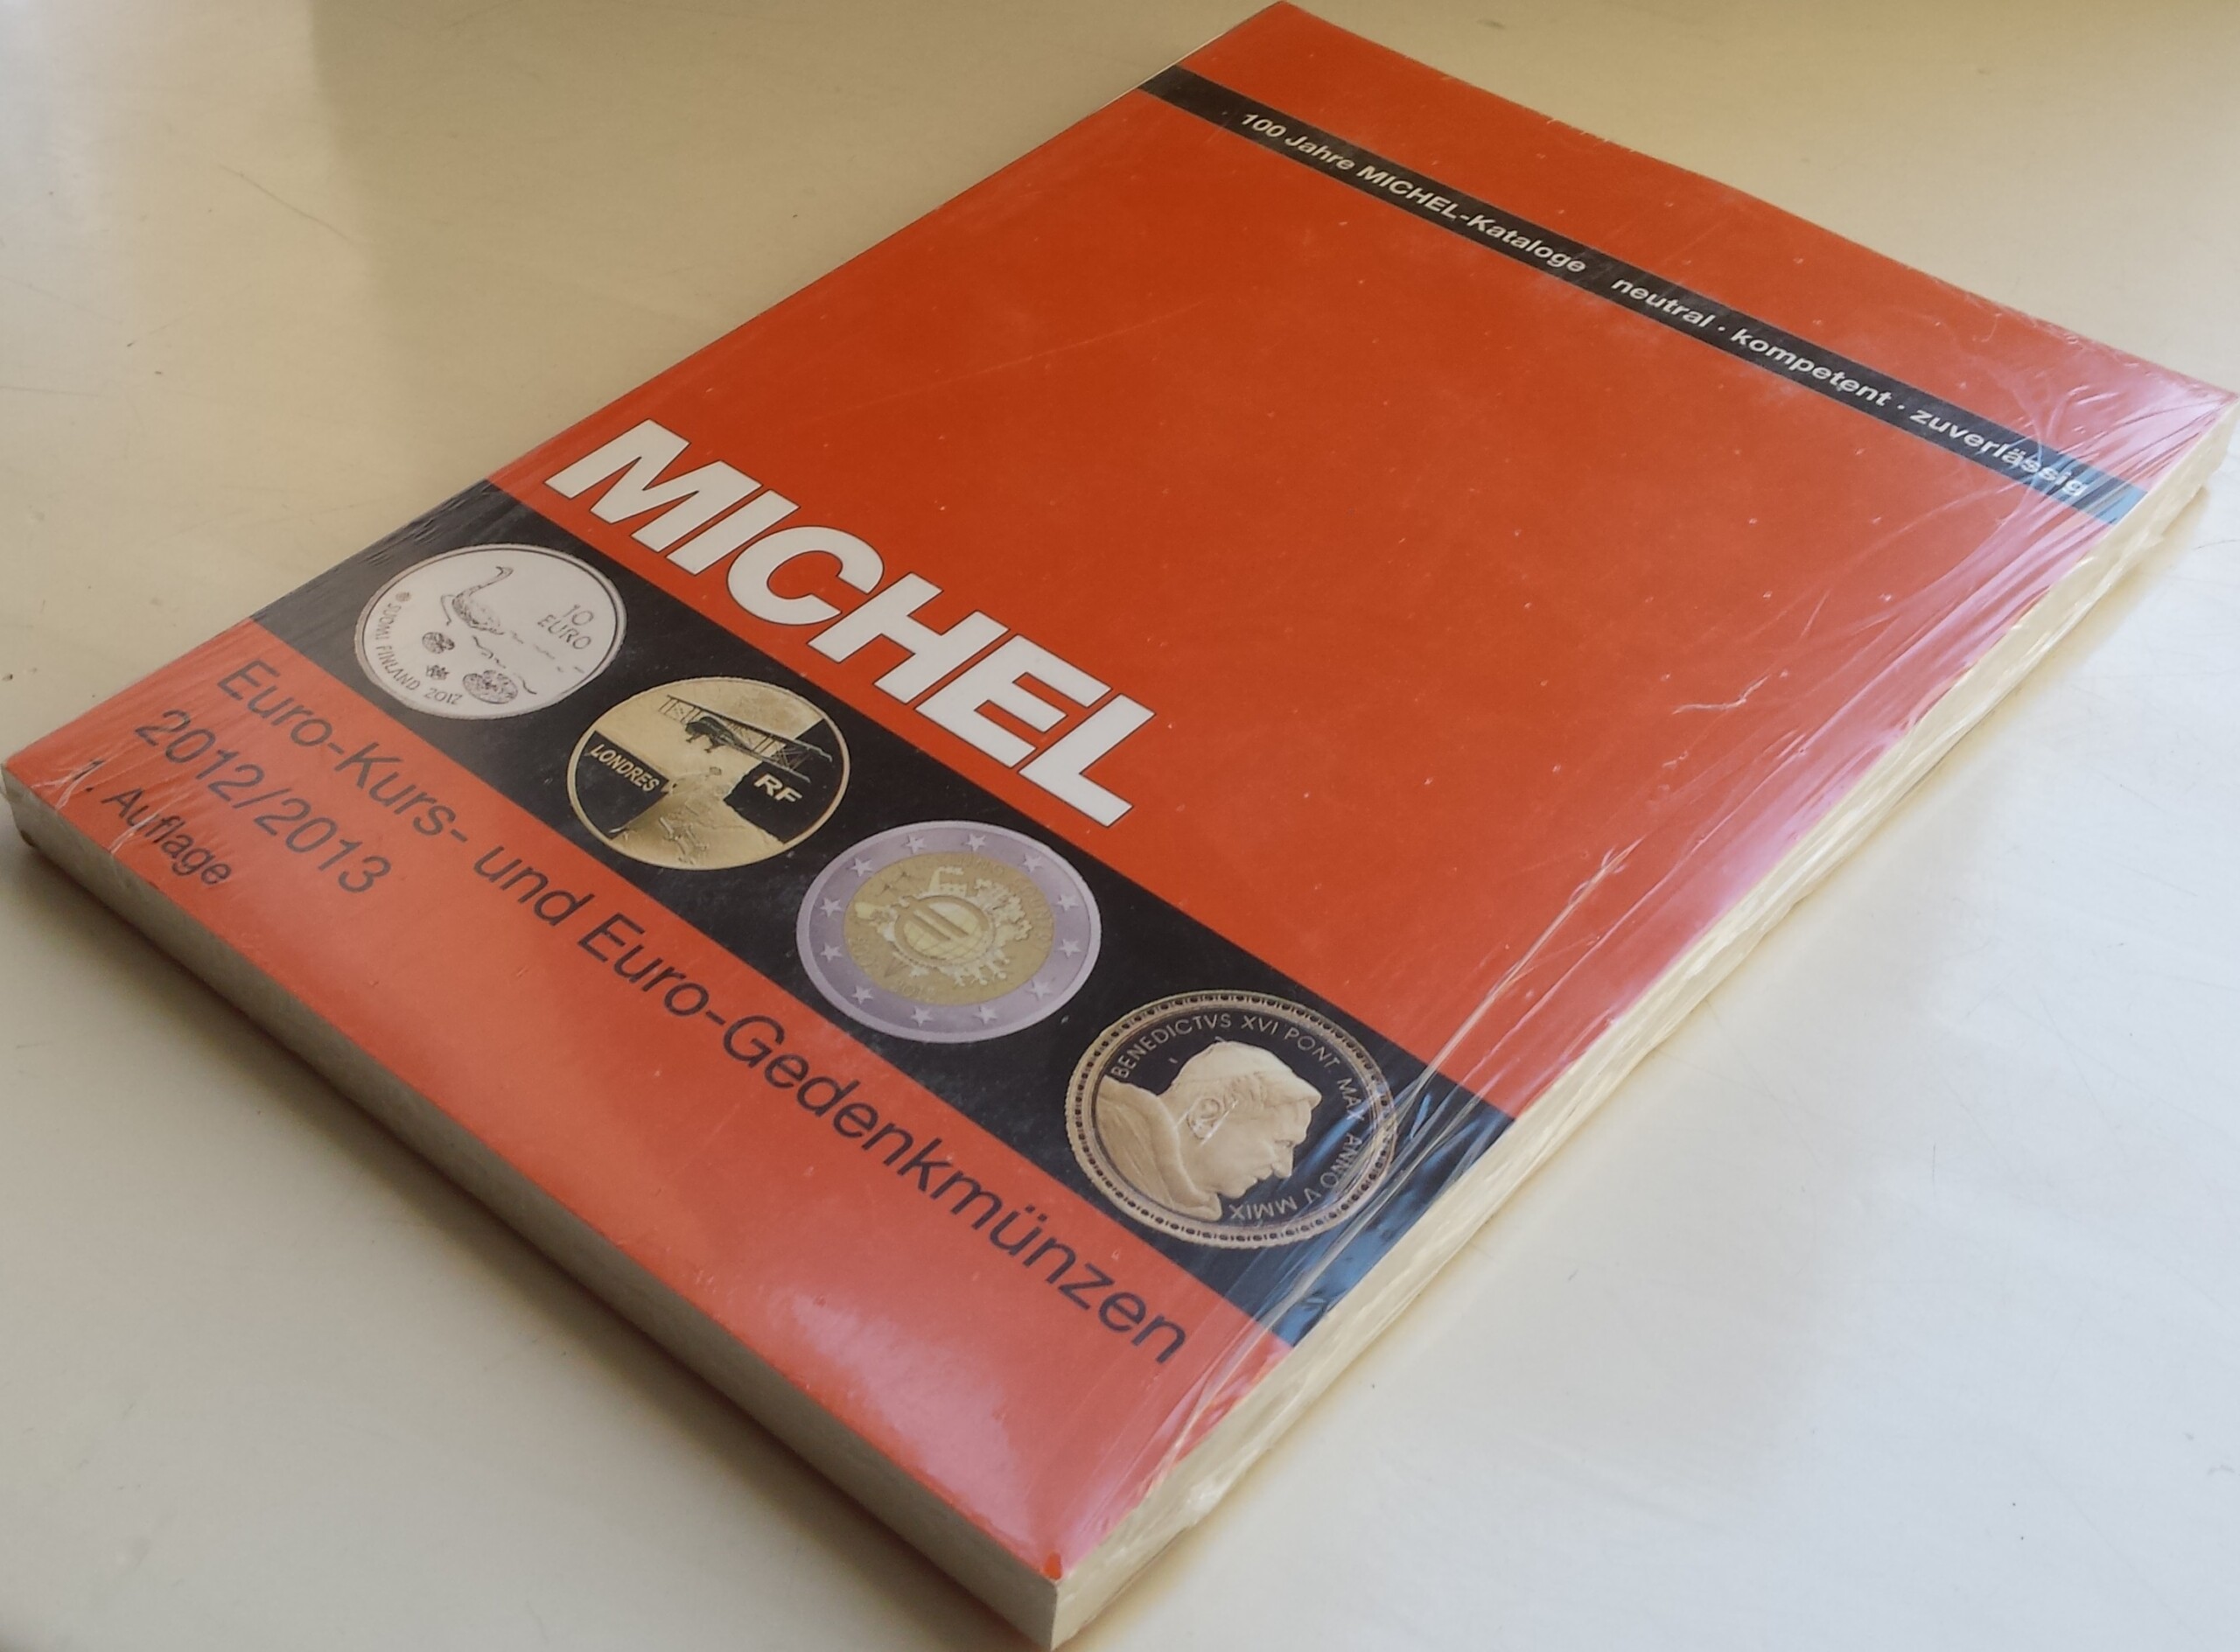 100 Jahre MICHEL-Kataloge neutral · kompetent · zuverlässig
MICHEL
10
EURO
SUOMI FINLAND 2012
LONDRES
RF
BENEDICTVS XVI PONT MAX ANNO V MMIX
Euro-Kurs- und Euro-Gedenkmünzen
2012/2013
1. Auflage